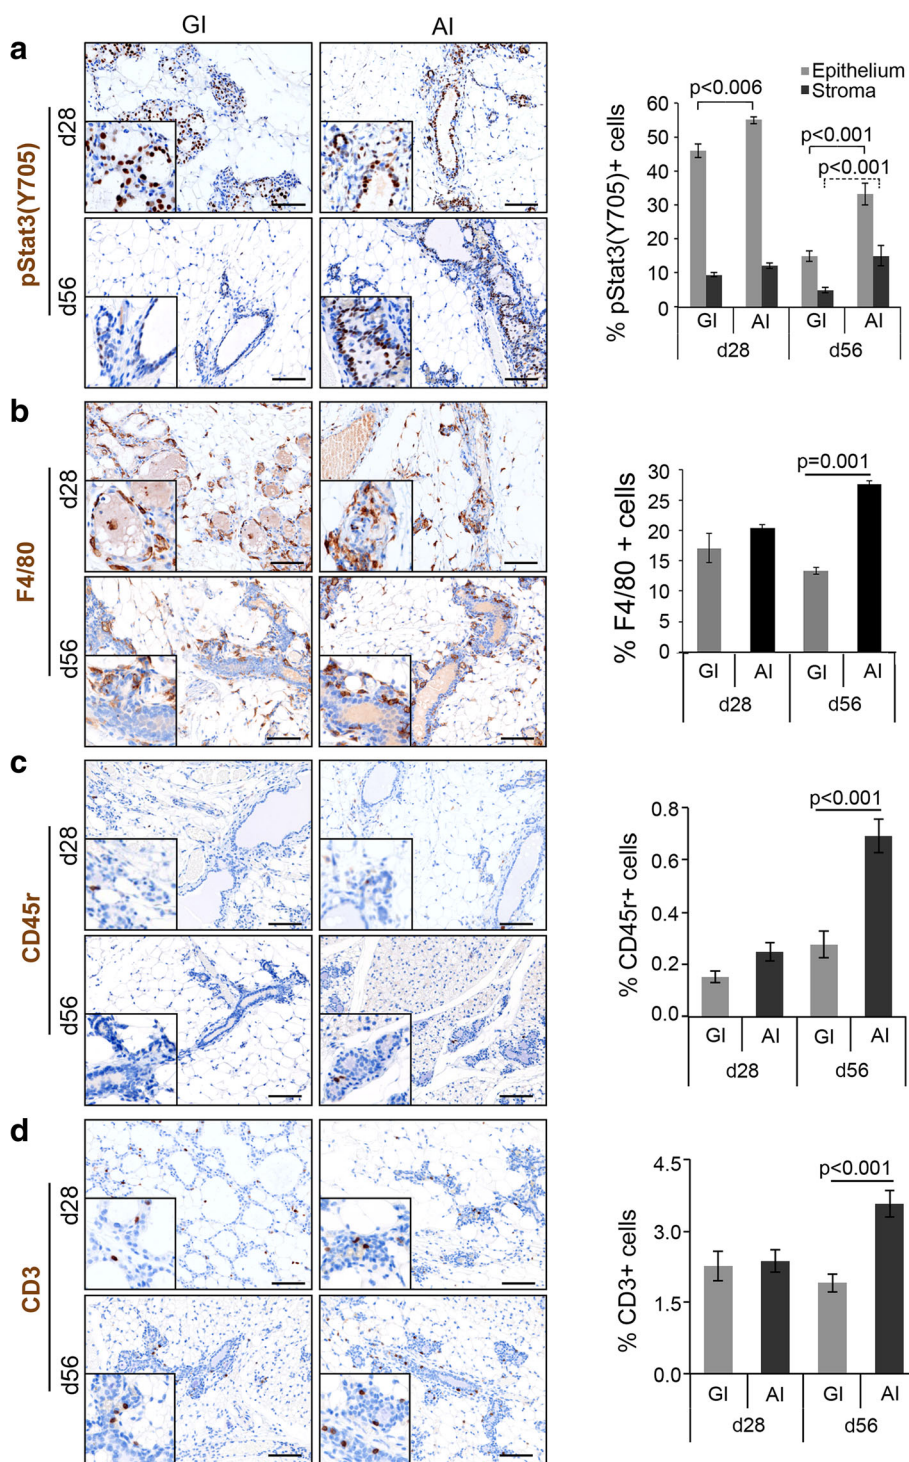 GI AI
a
pStat3(Y705)
d28
d56
Epithelium
Stroma
p<0.006
p<0.001
p<0.001
% pStat3(Y705)+ cells
60
50
40
30
20
10
0
GI AI GI AI
d28 d56
b
F4/80
d28
d56
p=0.001
% F4/80 + cells
30
25
20
15
10
5
0
GI AI GI AI
d28 d56
c
CD45r
d28
d56
p<0.001
% CD45r+ cells
0.8
0.6
0.4
0.2
0.0
GI AI GI AI
d28 d56
d
CD3
d28
d56
p<0.001
% CD3+ cells
4.5
3.0
1.5
0.0
GI AI GI AI
d28 d56